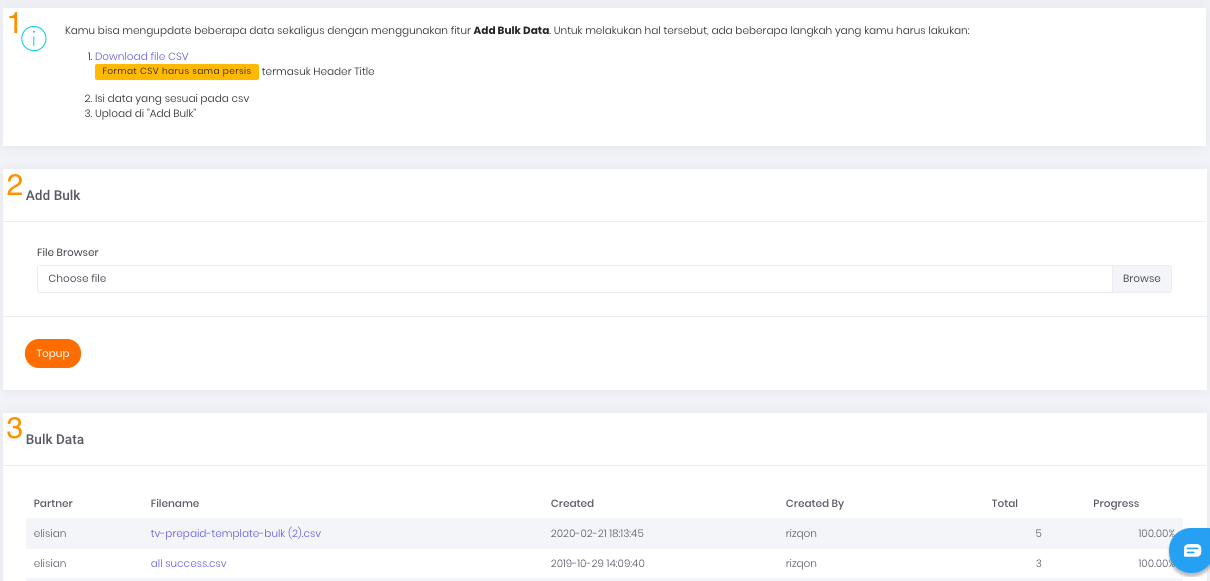 1
Kamu bisa mengupdate beberapa data sekaligus dengan menggunakan fitur Add Bulk Data. Untuk melakukan hal tersebut, ada beberapa langkah yang kamu harus lakukan:
1. Download file CSV
Format CSV harus sama persis termasuk Header Title
2. Isi data yang sesuai pada csv
3. Upload di "Add Bulk"
2
Add Bulk
File Browser
Choose file Browse
Topup
3
Bulk Data
Partner Filename Created Created By Total Progress
elisian tv-prepaid-template-bulk (2).csv 2020-02-21 18:13:45 rizqon 5 100.00%
elisian all success.csv 2019-10-29 14:09:40 rizqon 3 100.00%